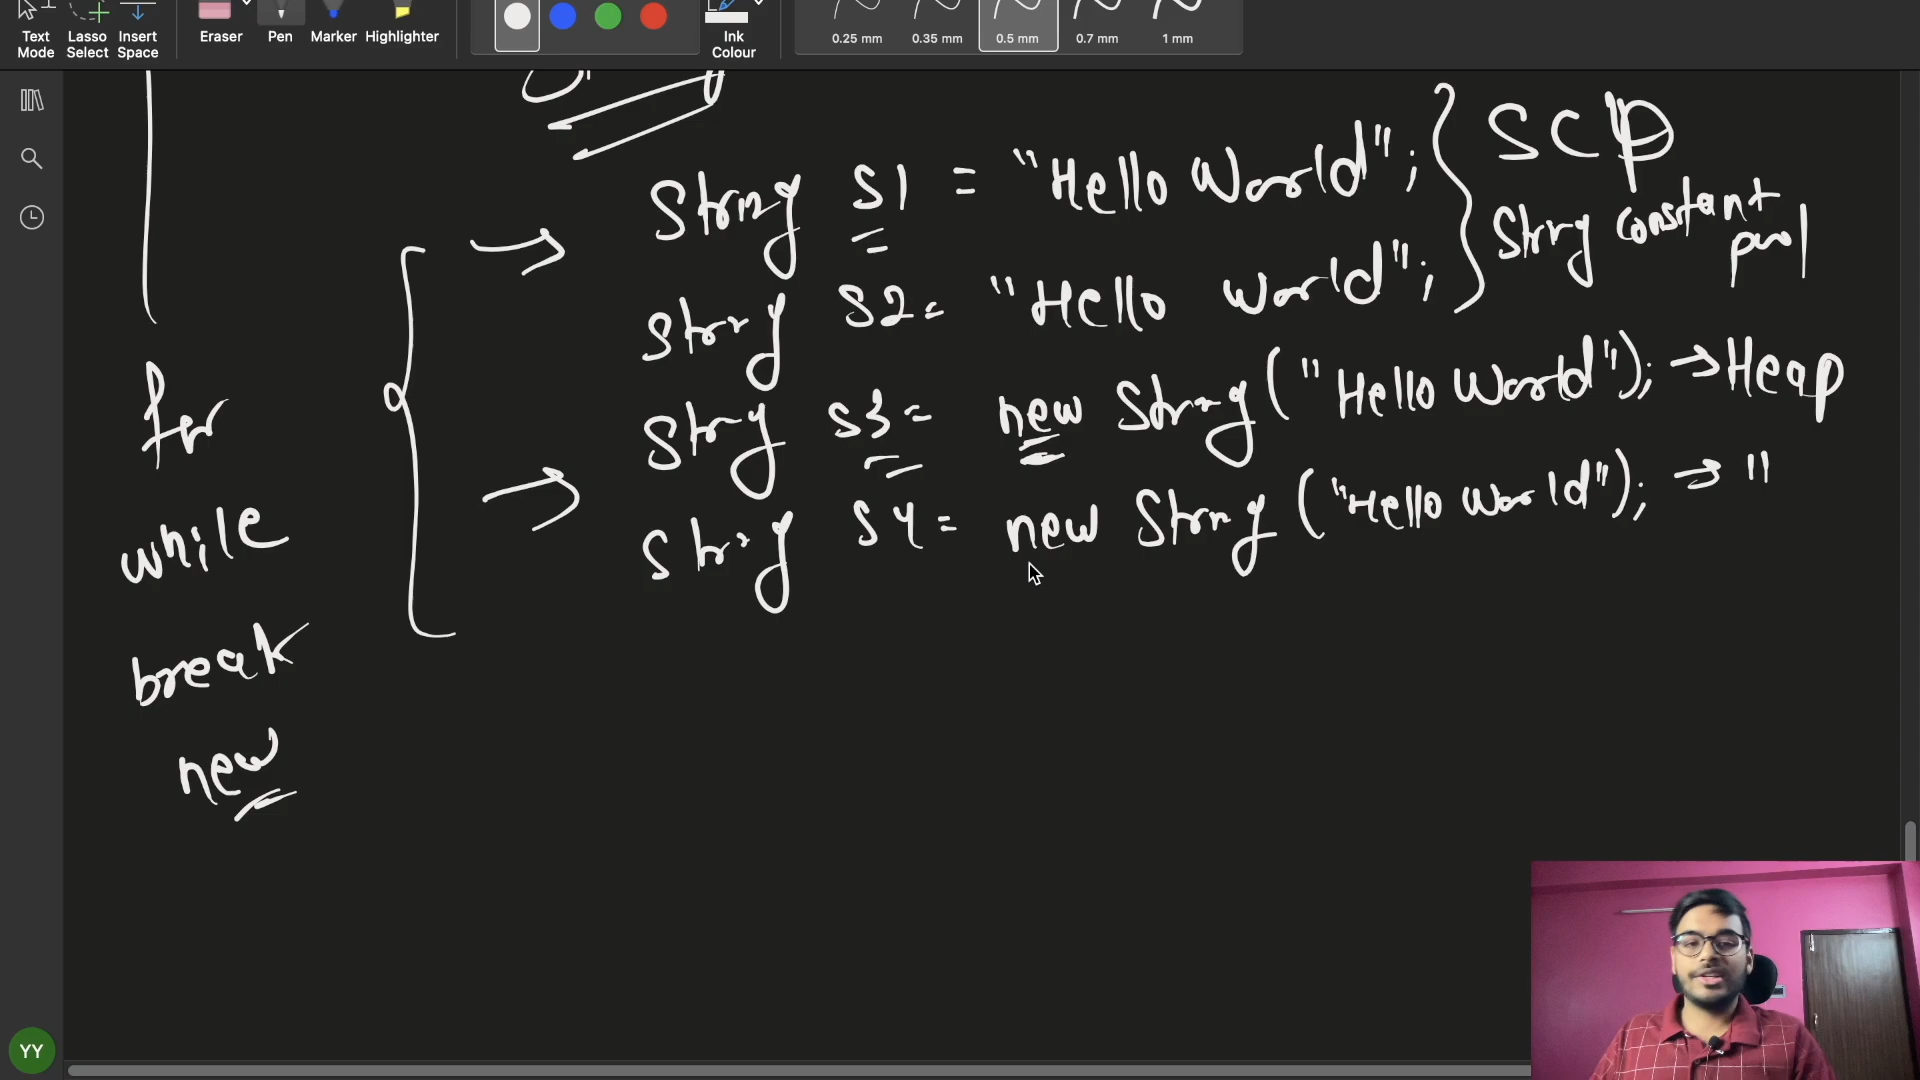 Text Mode
Lasso Select
Insert Space
Eraser
Pen
Marker
Highlighter
Ink Colour
0.25 mm
0.35 mm
0.5 mm
0.7 mm
1 mm
String S1 = "Hello World"; } SCP
String constant pool
String S2 = "Hello World";
String S3 = new String ("Hello World"); → Heap
String S4 = new String ("Hello World"); → "
for
while
break
new
YY